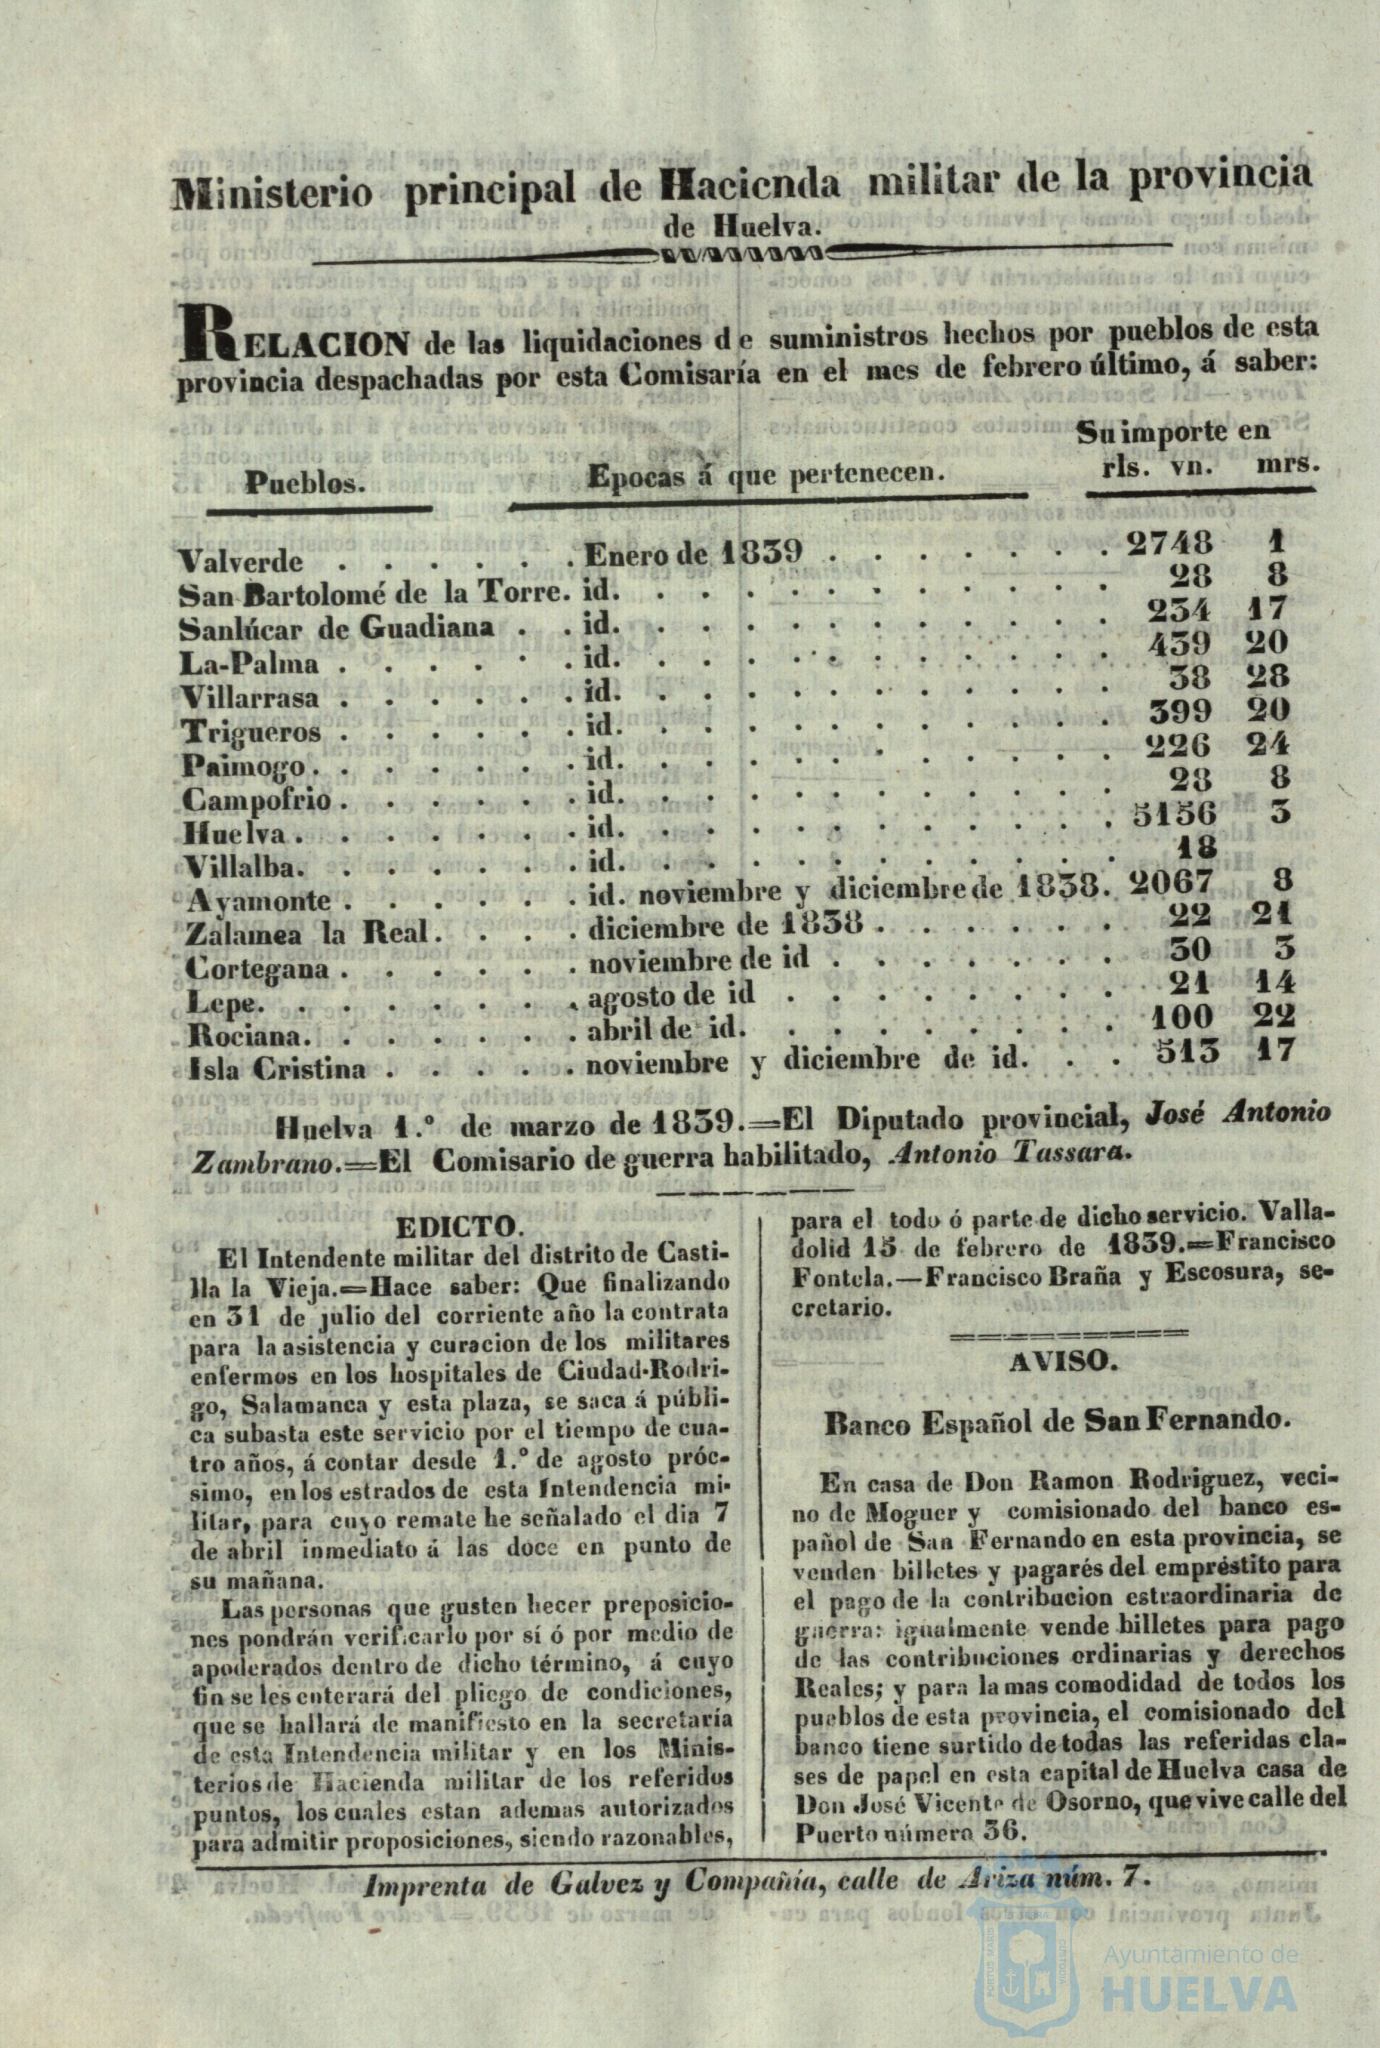 Ministerio principal de Hacienda militar de la provincia
de Huelva.
RELACION de las liquidaciones de suministros hechos por pueblos de esta
provincia despachadas por esta Comisaría en el mes de febrero último, á saber:
Su importe en
Pueblos. Epocas á que pertenecen. rls. vn. mrs.
Valverde . . . . . . Enero de 1839 . . . . . . . 2748 1
San Bartolomé de la Torre. id. . . . . . . . . . . . 28 8
Sanlúcar de Guadiana . . id. . . . . . . . . . . . 234 17
La-Palma . . . . . . id. . . . . . . . . . . . 439 20
Villarrasa . . . . . . id. . . . . . . . . . . . 38 28
Trigueros . . . . . . id. . . . . . . . . . . . 399 20
Paimogo. . . . . . . id. . . . . . . . . . . . 226 24
Campofrio . . . . . . id. . . . . . . . . . . . 28 8
Huelva . . . . . . . id. . . . . . . . . . . . 5156 3
Villalba. . . . . . . id. . . . . . . . . . . . 18
Ayamonte . . . . . . id. noviembre y diciembre de 1838. 2067 8
Zalamea la Real. . . . diciembre de 1838 . . . . . . 22 21
Cortegana . . . . . . noviembre de id . . . . . . . 30 3
Lepe. . . . . . . . agosto de id . . . . . . . . 21 14
Rociana. . . . . . . abril de id. . . . . . . . . 100 22
Isla Cristina . . . . . noviembre y diciembre de id. . . 513 17
Huelva 1.º de marzo de 1839.=El Diputado provincial, José Antonio
Zambrano.=El Comisario de guerra habilitado, Antonio Tassara.
EDICTO.
El Intendente militar del distrito de Casti-
lla la Vieja.=Hace saber: Que finalizando
en 31 de julio del corriente año la contrata
para la asistencia y curacion de los militares
enfermos en los hospitales de Ciudad-Rodri-
go, Salamanca y esta plaza, se saca á públi-
ca subasta este servicio por el tiempo de cua-
tro años, á contar desde 1.º de agosto próc-
simo, en los estrados de esta Intendencia mi-
litar, para cuyo remate he señalado el dia 7
de abril inmediato á las doce en punto de
su mañana.
Las personas que gusten hecer preposicio-
nes pondrán verificarlo por sí ó por medio de
apoderados dentro de dicho término, á cuyo
fin se les enterará del pliego de condiciones,
que se hallará de manifiesto en la secretaría
de esta Intendencia militar y en los Minis-
terios de Hacienda militar de los referidos
puntos, los cuales estan ademas autorizados
para admitir proposiciones, siendo razonables,
para el todo ó parte de dicho servicio. Valla-
dolid 15 de febrero de 1839.=Francisco
Fontela.—Francisco Braña y Escosura, se-
cretario.
AVISO.
Banco Español de San Fernando.
En casa de Don Ramon Rodriguez, veci-
no de Moguer y comisionado del banco es-
pañol de San Fernando en esta provincia, se
venden billetes y pagarés del empréstito para
el pago de la contribucion estraordinaria de
guerra: igualmente vende billetes para pago
de las contribuciones ordinarias y derechos
Reales; y para la mas comodidad de todos los
pueblos de esta provincia, el comisionado del
banco tiene surtido de todas las referidas cla-
ses de papel en esta capital de Huelva casa de
Don José Vicente de Osorno, que vive calle del
Puerto número 36.
Imprenta de Galvez y Compañía, calle de Ariza núm. 7.
Ayuntamiento de
HUELVA